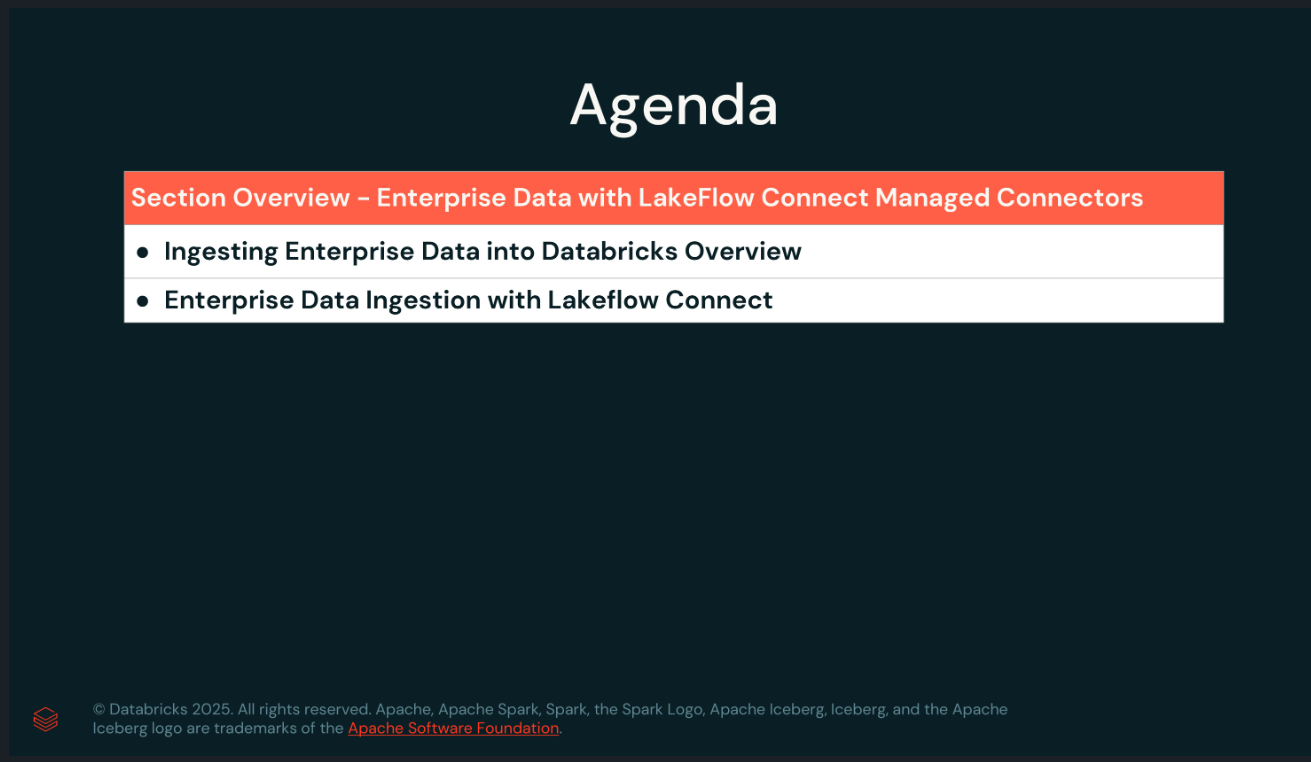 Agenda
Section Overview - Enterprise Data with LakeFlow Connect Managed Connectors
● Ingesting Enterprise Data into Databricks Overview
● Enterprise Data Ingestion with Lakeflow Connect
© Databricks 2025. All rights reserved. Apache, Apache Spark, Spark, the Spark Logo, Apache Iceberg, Iceberg, and the Apache
Iceberg logo are trademarks of the Apache Software Foundation.